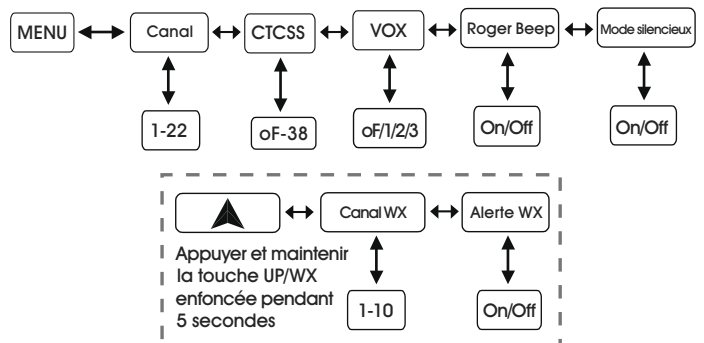 MENU Canal CTCSS VOX Roger Beep Mode silencieux
1-22 oF-38 oF/1/2/3 On/Off On/Off
Canal WX Alerte WX
Appuyer et maintenir
la touche UP/WX
enfoncée pendant
5 secondes
1-10 On/Off